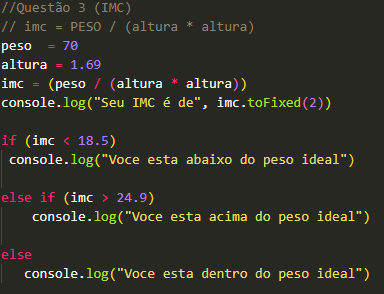 //Questão 3 (IMC)
// imc = PESO / (altura * altura)
peso  = 70
altura = 1.69
imc = (peso / (altura * altura))
console.log("Seu IMC é de", imc.toFixed(2))
if (imc < 18.5)
console.log("Voce esta abaixo do peso ideal")
else if (imc > 24.9)
console.log("Voce esta acima do peso ideal")
else
console.log("Voce esta dentro do peso ideal")